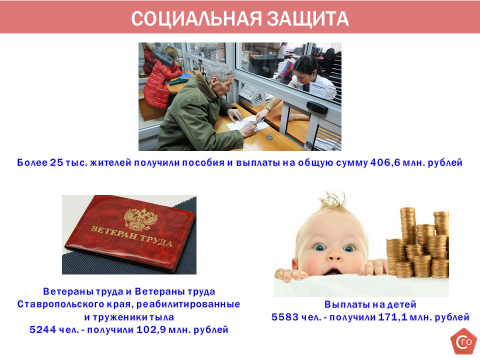 СОЦИАЛЬНАЯ ЗАЩИТА
Более 25 тыс. жителей получили пособия и выплаты на общую сумму 406,6 млн. рублей
ВЕТЕРАН ТРУДА
Ветераны труда и Ветераны труда
Ставропольского края, реабилитированные
и труженики тыла
5244 чел. - получили 102,9 млн. рублей
Выплаты на детей
5583 чел. - получили 171,1 млн. рублей
Сго